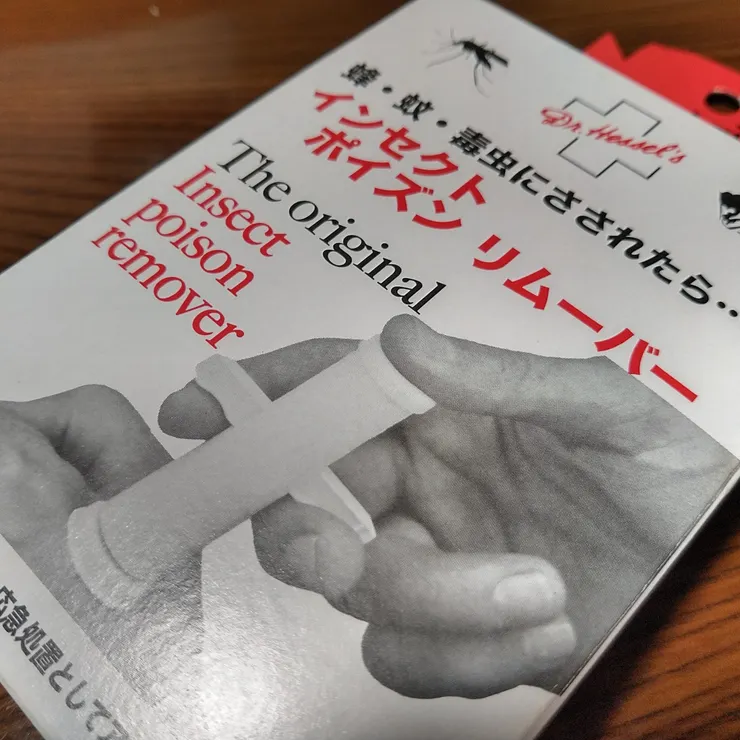 Dr. Hessel's
蜂・蚊・毒虫にさされたら‥
インセクト
ポイズン リムーバー
The original
Insect
poison
remover
応急処置として